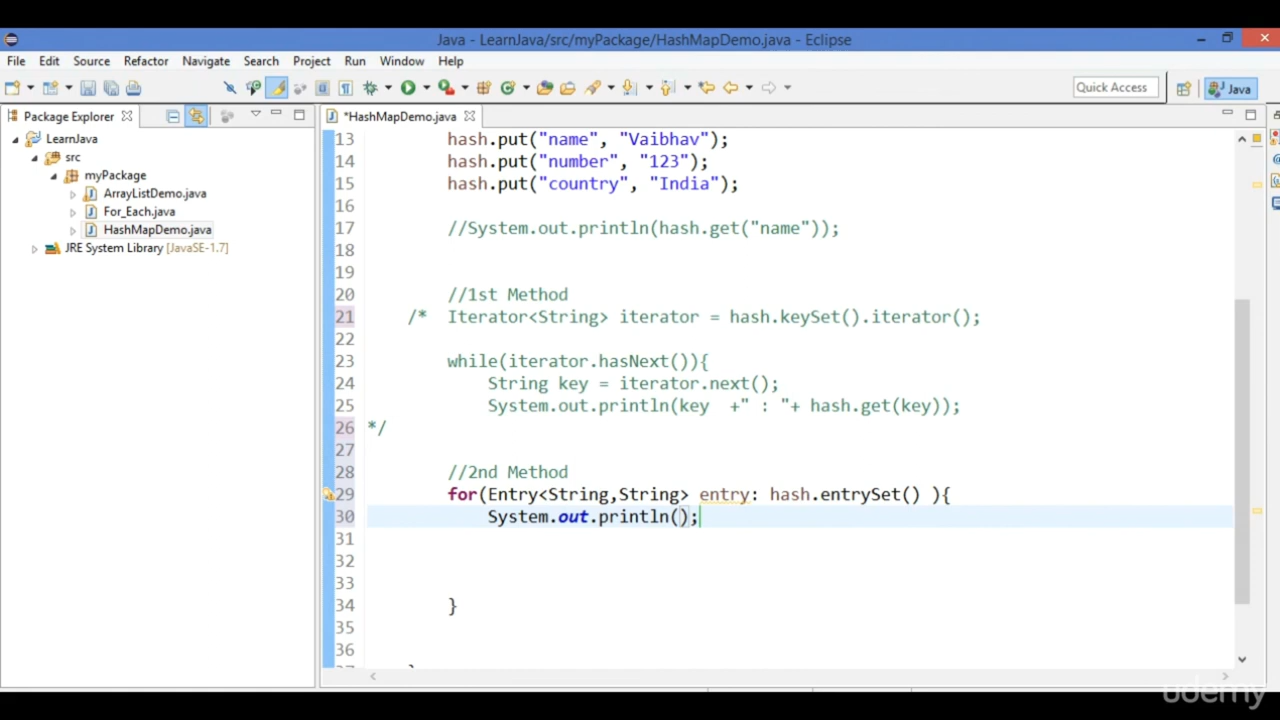 Java - LearnJava/src/myPackage/HashMapDemo.java - Eclipse
File Edit Source Refactor Navigate Search Project Run Window Help
Quick Access
Java
Package Explorer
LearnJava
src
myPackage
ArrayListDemo.java
For_Each.java
HashMapDemo.java
JRE System Library [JavaSE-1.7]
*HashMapDemo.java
13 hash.put("name", "Vaibhav");
14 hash.put("number", "123");
15 hash.put("country", "India");
16
17 //System.out.println(hash.get("name"));
18
19
20 //1st Method
21 /* Iterator<String> iterator = hash.keySet().iterator();
22
23 while(iterator.hasNext()){
24 String key = iterator.next();
25 System.out.println(key +" : "+ hash.get(key));
26 */
27
28 //2nd Method
29 for(Entry<String,String> entry: hash.entrySet() ){
30 System.out.println();
31
32
33
34 }
35
36
udemy